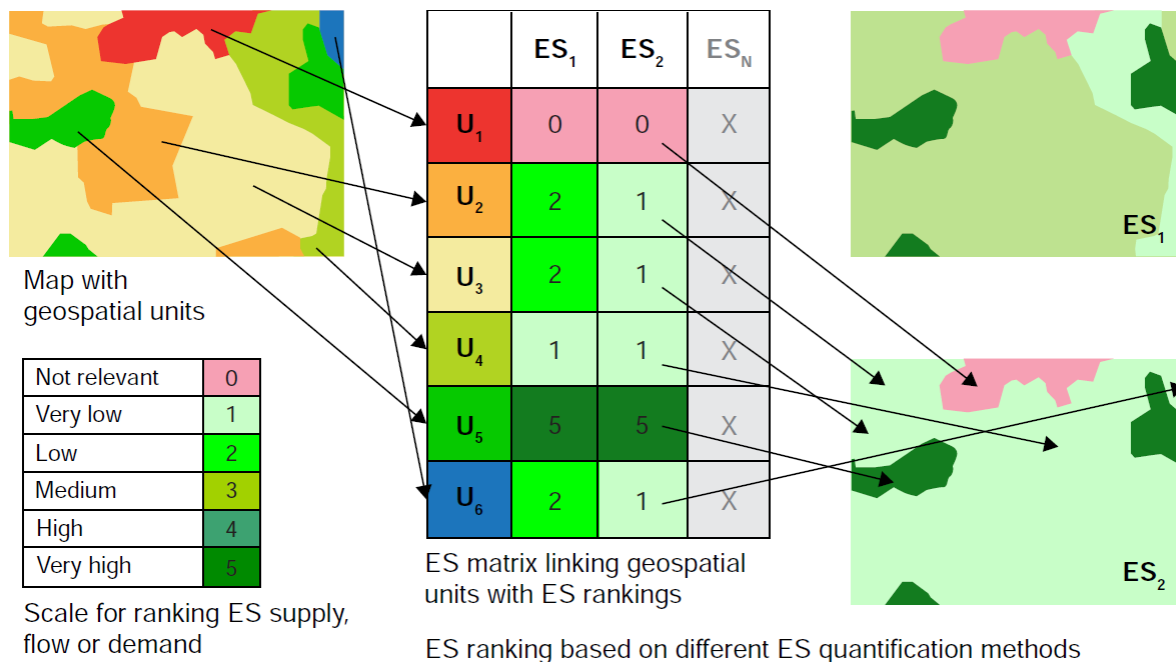 ES1 ES2 ESN
U1 0 0 X
U2 2 1 X
U3 2 1 X
U4 1 1 X
U5 5 5 X
U6 2 1 X
Map with
geospatial units
Not relevant 0
Very low 1
Low 2
Medium 3
High 4
Very high 5
Scale for ranking ES supply,
flow or demand
ES matrix linking geospatial
units with ES rankings
ES ranking based on different ES quantification methods
ES1
ES2